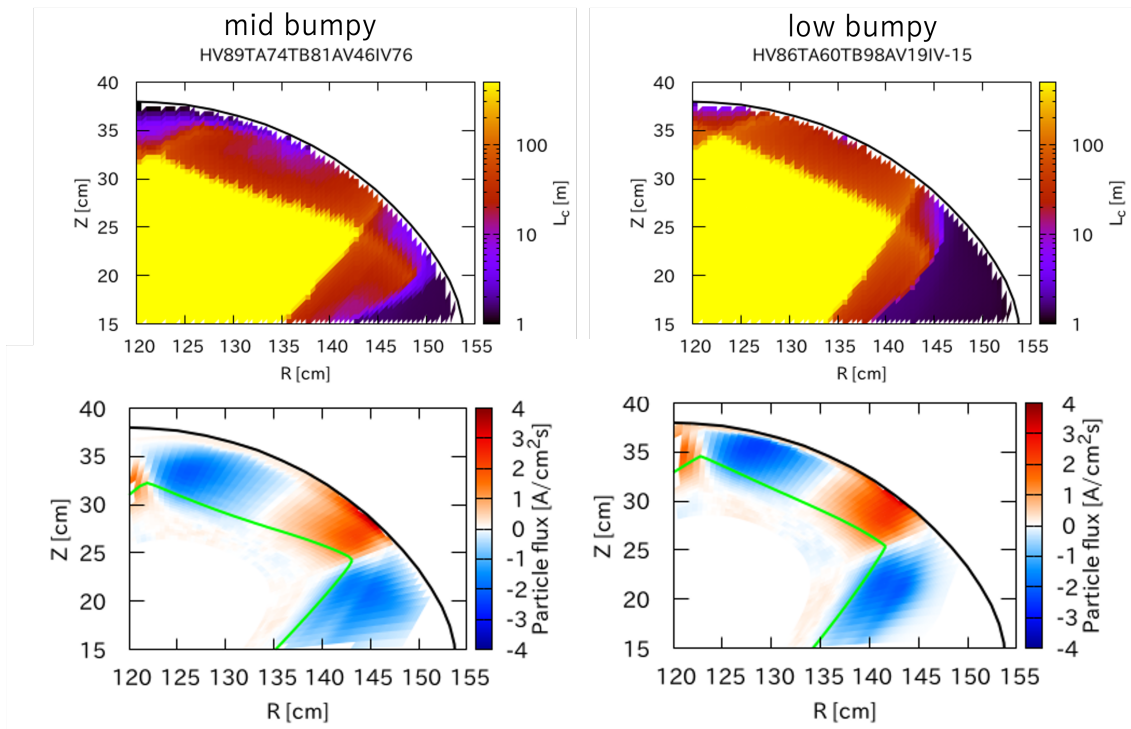 mid bumpy
HV89TA74TB81AV46IV76
40
35
30
25
20
15
Z [cm]
120 125 130 135 140 145 150 155
R [cm]
100
10
1
L_c [m]
low bumpy
HV86TA60TB98AV19IV-15
40
35
30
25
20
15
Z [cm]
120 125 130 135 140 145 150 155
R [cm]
100
10
1
L_c [m]
40
35
30
25
20
15
Z [cm]
120 125 130 135 140 145 150 155
R [cm]
4
3
2
1
0
-1
-2
-3
-4
Particle flux [A/cm²s]
40
35
30
25
20
15
Z [cm]
120 125 130 135 140 145 150 155
R [cm]
4
3
2
1
0
-1
-2
-3
-4
Particle flux [A/cm²s]